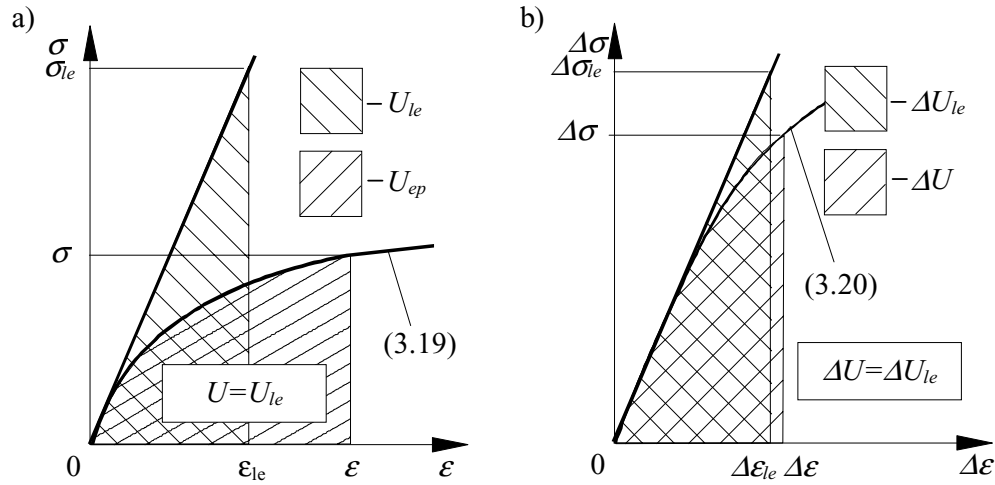 a)
σ
σle
– Ule
– Uep
σ
(3.19)
U=Ule
0
εle
ε
ε
b)
Δσ
Δσle
– ΔUle
Δσ
– ΔU
(3.20)
ΔU=ΔUle
0
Δεle
Δε
Δε